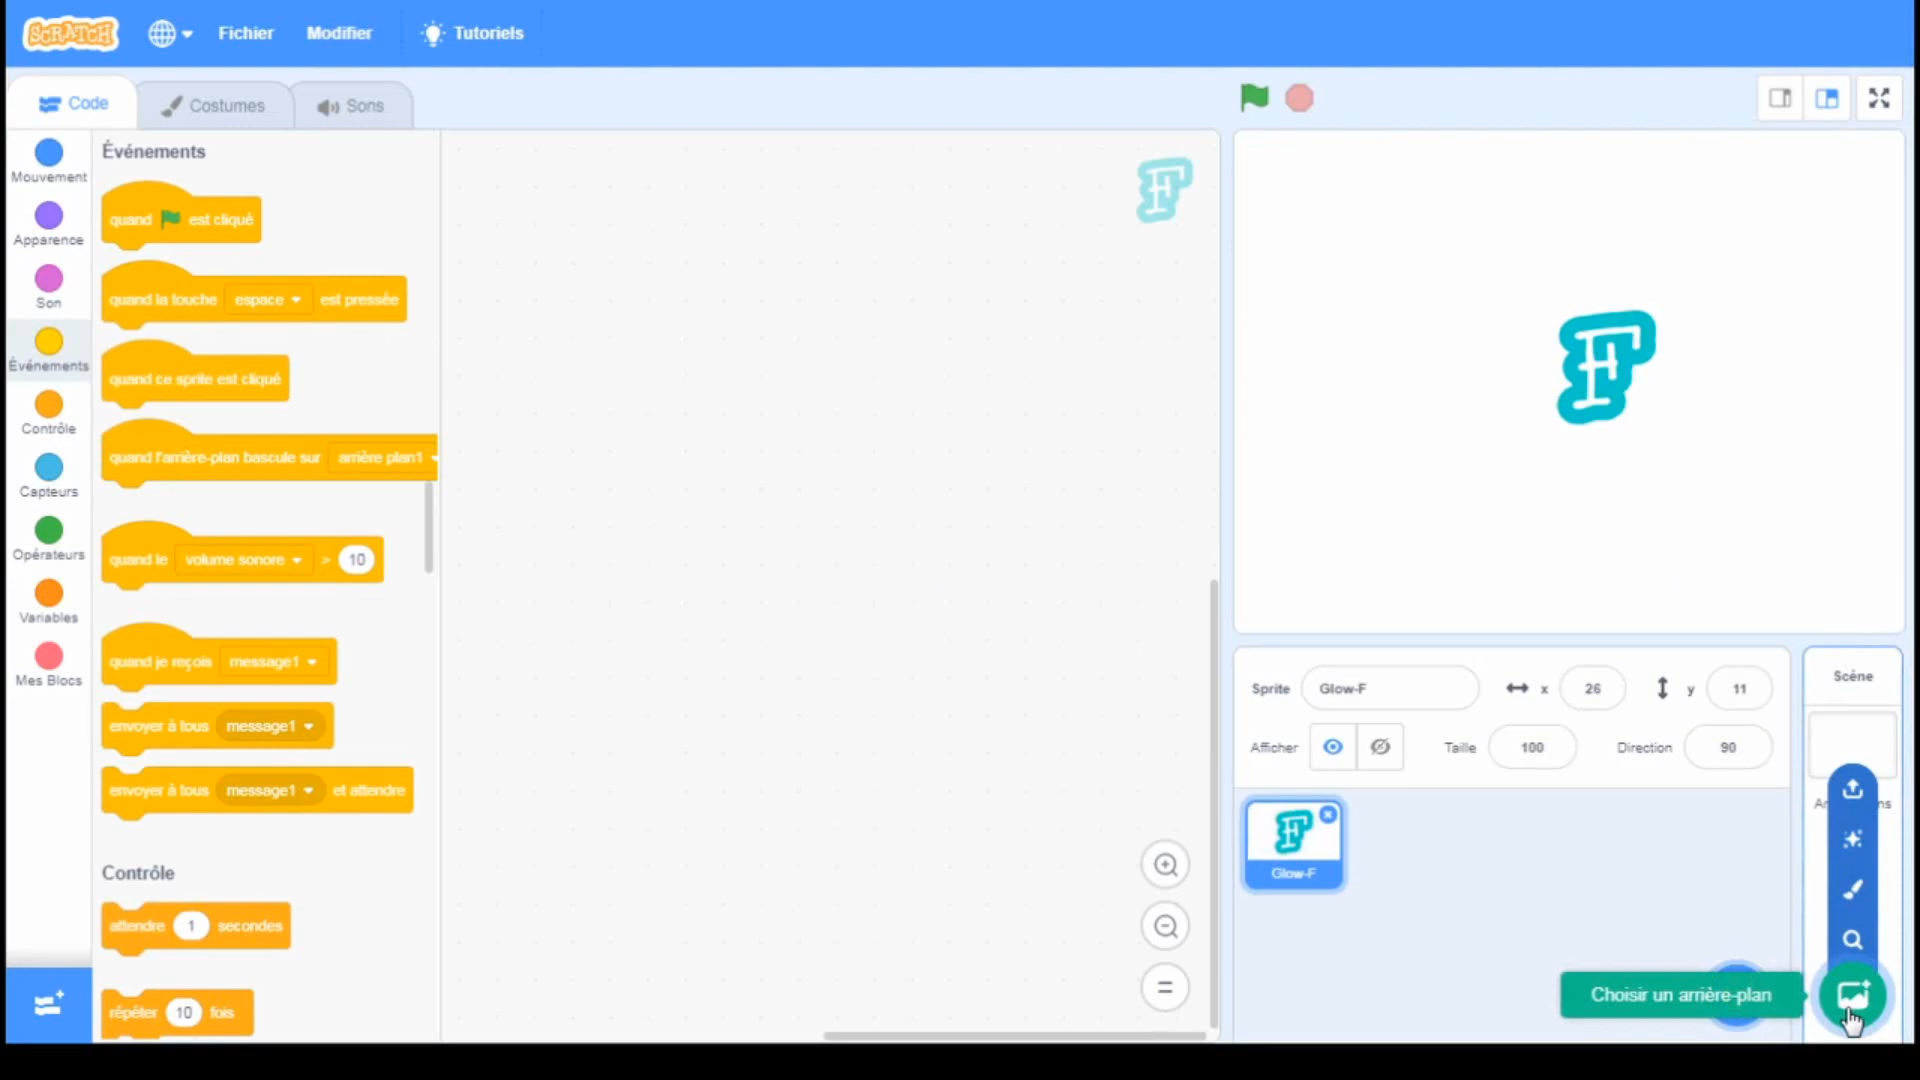 SCRATCH
Fichier
Modifier
Tutoriels
Code
Costumes
Sons
Mouvement
Apparence
Son
Événements
Contrôle
Capteurs
Opérateurs
Variables
Mes Blocs
Événements
quand est cliqué
quand la touche espace est pressée
quand ce sprite est cliqué
quand l'arrière-plan bascule sur arrière plan1
quand le volume sonore > 10
quand je reçois message1
envoyer à tous message1
envoyer à tous message1 et attendre
Contrôle
attendre 1 secondes
répéter 10 fois
F
F
Sprite Glow-F x 26 y 11
Afficher Taille 100 Direction 90
F
Glow-F
Scène
Choisir un arrière-plan